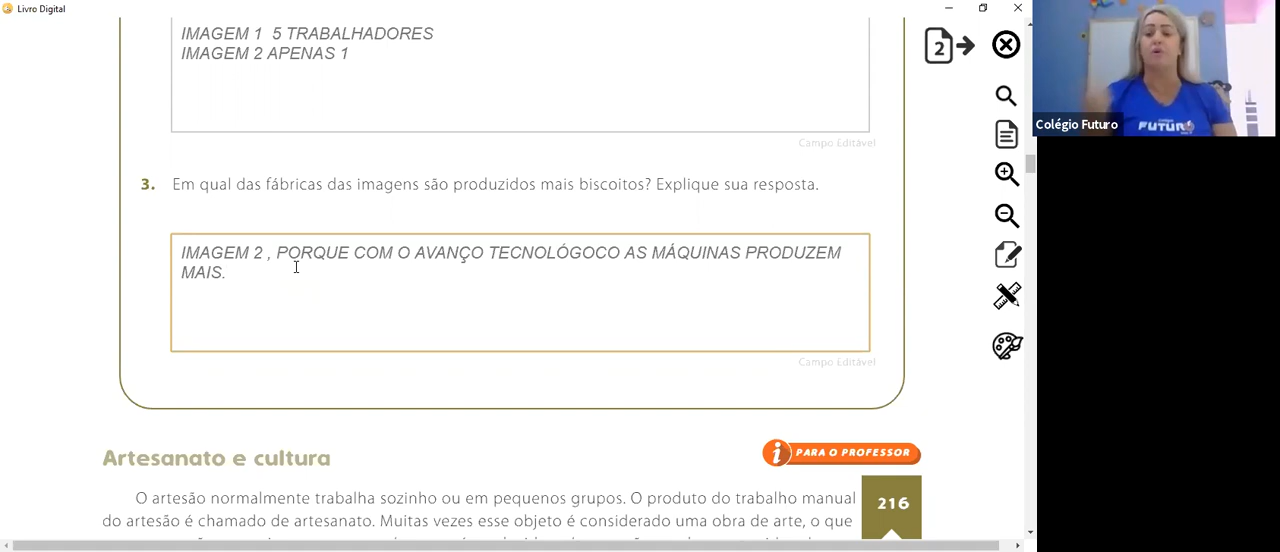 Livro Digital
IMAGEM 1 5 TRABALHADORES
IMAGEM 2 APENAS 1
2
Colégio Futuro
FUTURO
Campo Editável
3. Em qual das fábricas das imagens são produzidos mais biscoitos? Explique sua resposta.
IMAGEM 2 , PORQUE COM O AVANÇO TECNOLÓGOCO AS MÁQUINAS PRODUZEM
MAIS.
Campo Editável
Artesanato e cultura
i PARA O PROFESSOR
O artesão normalmente trabalha sozinho ou em pequenos grupos. O produto do trabalho manual
216
do artesão é chamado de artesanato. Muitas vezes esse objeto é considerado uma obra de arte, o que